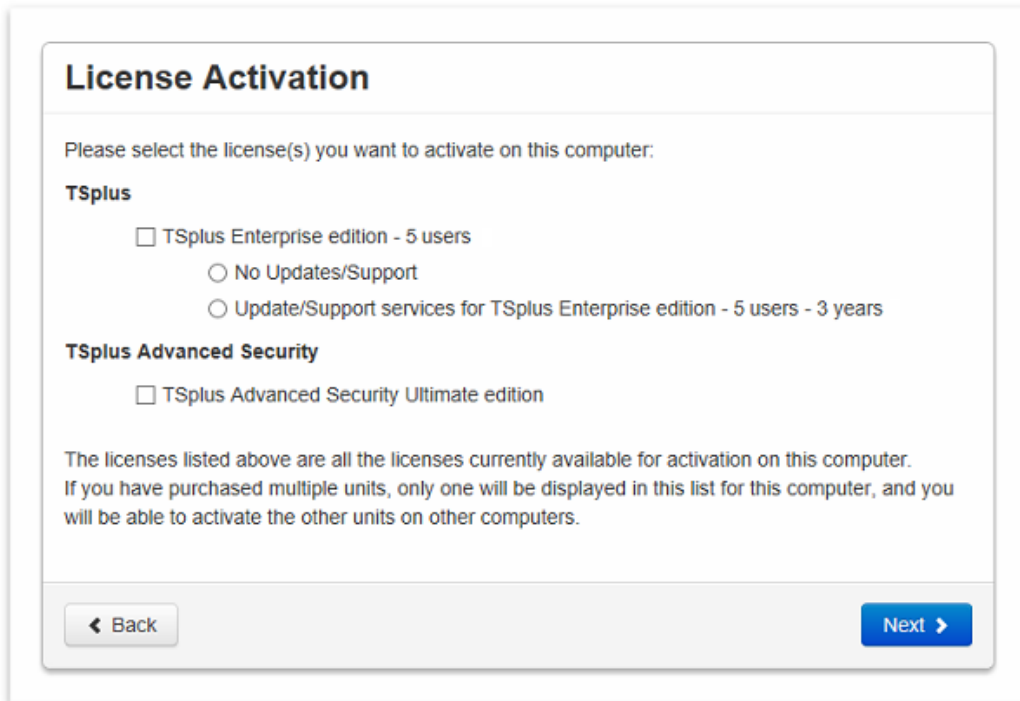 License Activation
Please select the license(s) you want to activate on this computer:
TSplus
TSplus Enterprise edition - 5 users
No Updates/Support
Update/Support services for TSplus Enterprise edition - 5 users - 3 years
TSplus Advanced Security
TSplus Advanced Security Ultimate edition
The licenses listed above are all the licenses currently available for activation on this computer.
If you have purchased multiple units, only one will be displayed in this list for this computer, and you
will be able to activate the other units on other computers.
Back
Next